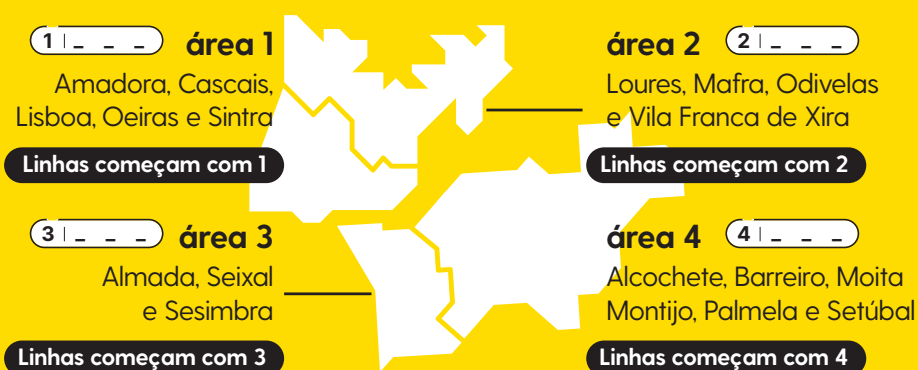 1 | _ _ _ área 1
Amadora, Cascais,
Lisboa, Oeiras e Sintra
Linhas começam com 1
área 2 2 | _ _ _
Loures, Mafra, Odivelas
e Vila Franca de Xira
Linhas começam com 2
3 | _ _ _ área 3
Almada, Seixal
e Sesimbra
Linhas começam com 3
área 4 4 | _ _ _
Alcochete, Barreiro, Moita
Montijo, Palmela e Setúbal
Linhas começam com 4